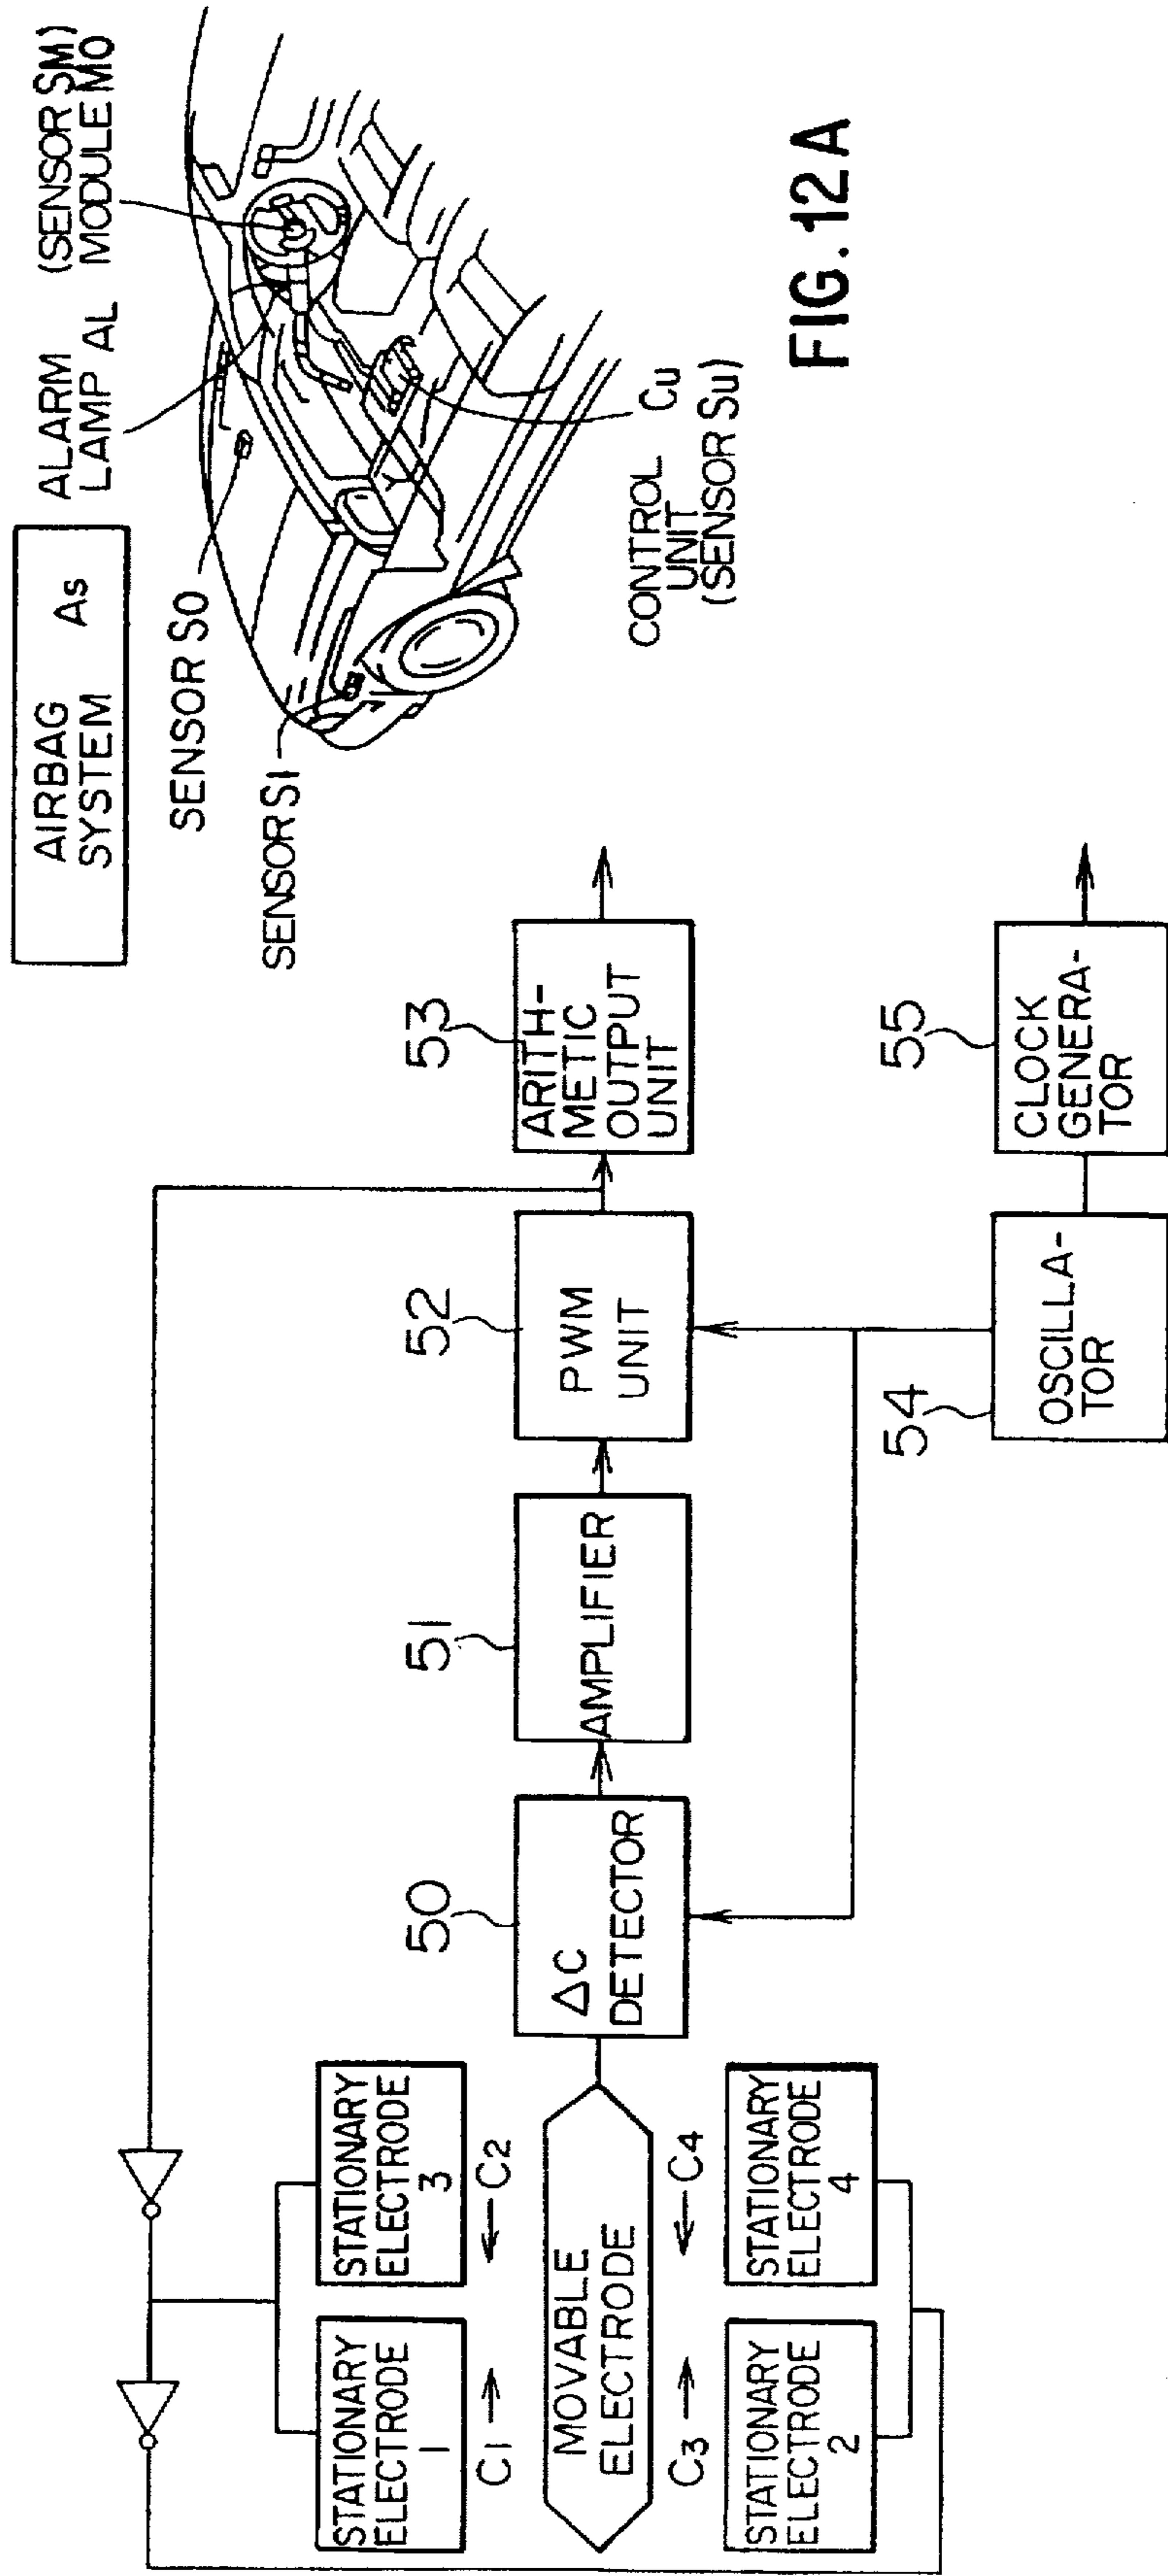 AIRBAG
SYSTEM As
ALARM
LAMP AL
(SENSOR SM)
MODULE MO
SENSOR SO
SENSOR S1
CONTROL
UNIT Cu
(SENSOR Su)
FIG. 12A
STATIONARY
ELECTRODE
1
STATIONARY
ELECTRODE
3
C1
C2
MOVABLE
ELECTRODE
C3
C4
STATIONARY
ELECTRODE
2
STATIONARY
ELECTRODE
4
50
ΔC
DETECTOR
51
AMPLIFIER
52
PWM
UNIT
53
ARITH-
METIC
OUTPUT
UNIT
54
OSCILLA-
TOR
55
CLOCK
GENERA-
TOR